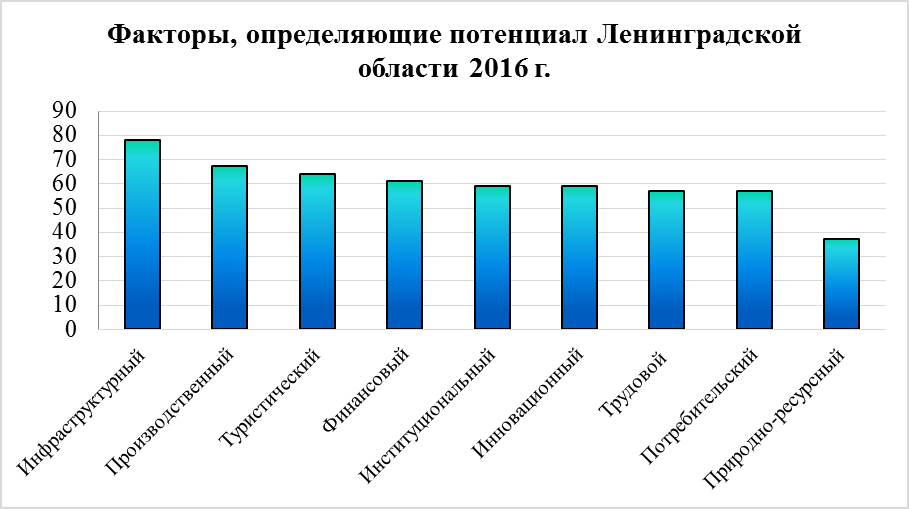 Факторы, определяющие потенциал Ленинградской
области 2016 г.
90
80
70
60
50
40
30
20
10
0
Инфраструктурный
Производственный
Туристический
Финансовый
Институциональный
Инновационный
Трудовой
Потребительский
Природно-ресурсный